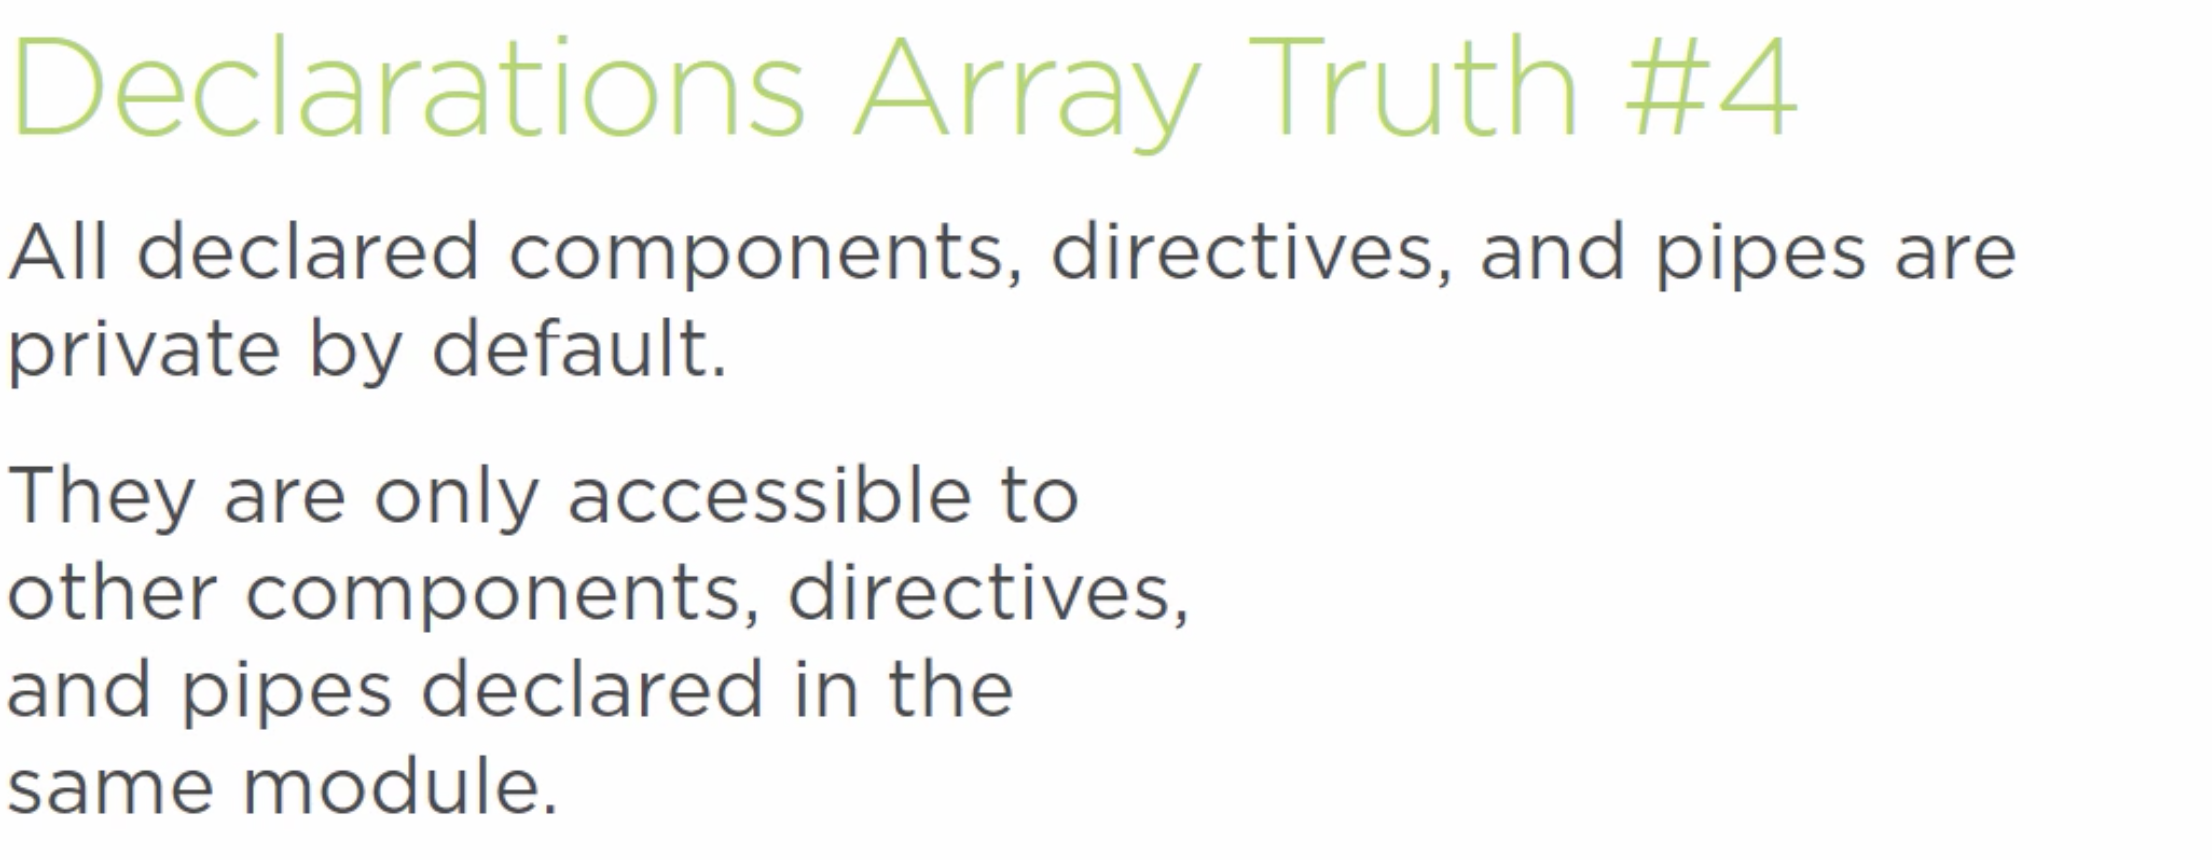 Declarations Array Truth #4
All declared components, directives, and pipes are
private by default.
They are only accessible to
other components, directives,
and pipes declared in the
same module.